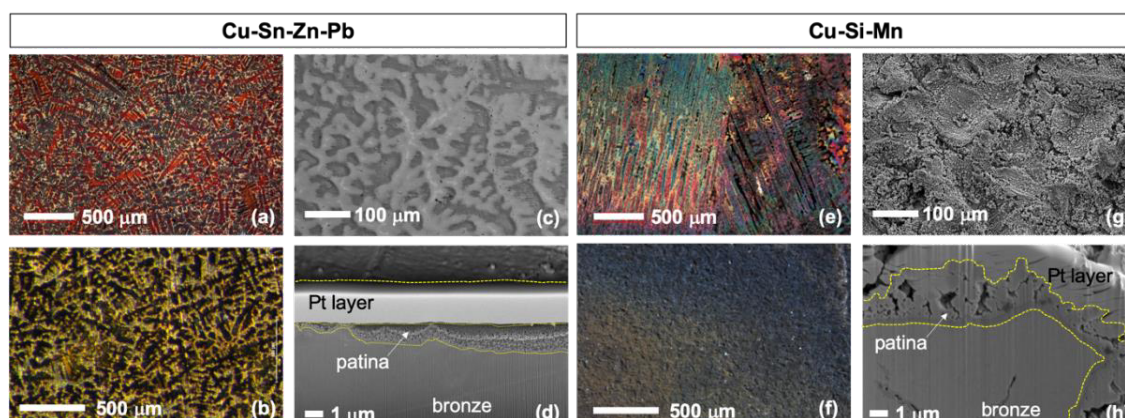 Cu-Sn-Zn-Pb
Cu-Si-Mn
500 μm
(a)
100 μm
(c)
500 μm
(e)
100 μm
(g)
500 μm
(b)
Pt layer
patina
bronze
1 μm
(d)
500 μm
(f)
Pt layer
patina
1 μm
(h)